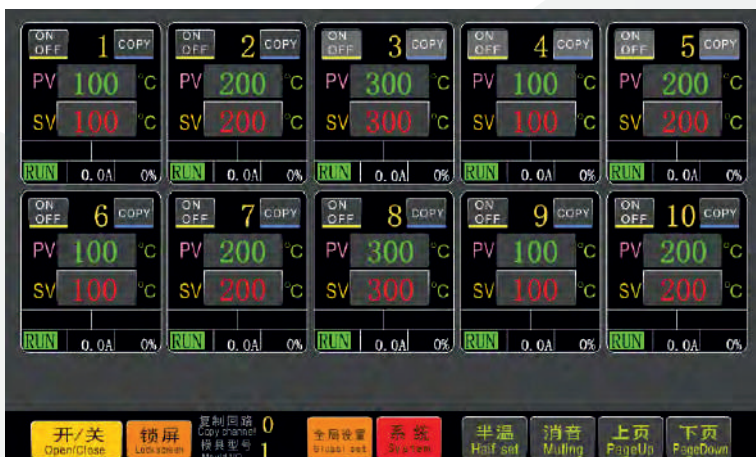 ON OFF 1 COPY
PV 100 °C
SV 100 °C
RUN 0.0A 0%
ON OFF 2 COPY
PV 200 °C
SV 200 °C
RUN 0.0A 0%
ON OFF 3 COPY
PV 300 °C
SV 300 °C
RUN 0.0A 0%
ON OFF 4 COPY
PV 100 °C
SV 100 °C
RUN 0.0A 0%
ON OFF 5 COPY
PV 200 °C
SV 200 °C
RUN 0.0A 0%
ON OFF 6 COPY
PV 100 °C
SV 100 °C
RUN 0.0A 0%
ON OFF 7 COPY
PV 200 °C
SV 200 °C
RUN 0.0A 0%
ON OFF 8 COPY
PV 300 °C
SV 300 °C
RUN 0.0A 0%
ON OFF 9 COPY
PV 100 °C
SV 100 °C
RUN 0.0A 0%
ON OFF 10 COPY
PV 200 °C
SV 200 °C
RUN 0.0A 0%
开/关
Open/Close
锁屏
Lockscreen
复制回路 0
Copy channel
模具型号 1
全局设置
Global set
系统
半温
Half set
消音
Muting
上页
PageUp
下页
PageDown